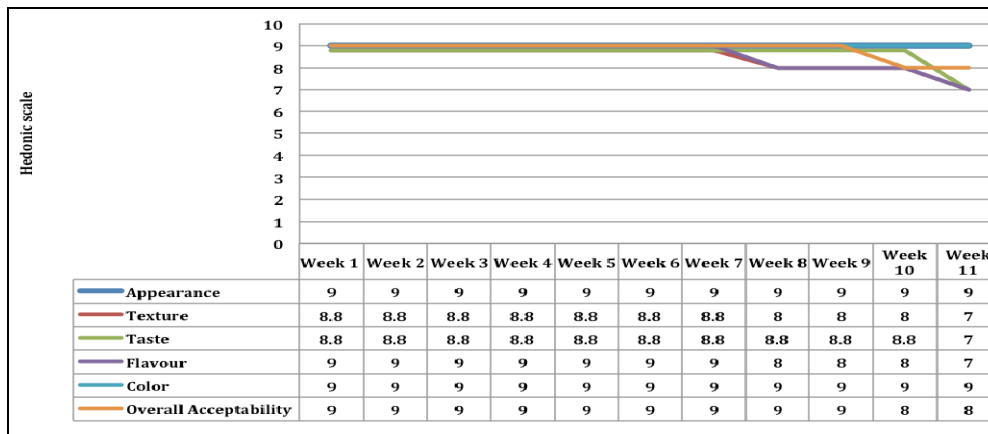 10
9
8
7
6
5
4
3
2
1
0
Hedonic scale
Week 1 Week 2 Week 3 Week 4 Week 5 Week 6 Week 7 Week 8 Week 9 Week 10 Week 11
Appearance 9 9 9 9 9 9 9 9 9 9 9
Texture 8.8 8.8 8.8 8.8 8.8 8.8 8.8 8 8 8 7
Taste 8.8 8.8 8.8 8.8 8.8 8.8 8.8 8.8 8.8 8.8 7
Flavour 9 9 9 9 9 9 9 8 8 8 7
Color 9 9 9 9 9 9 9 9 9 9 9
Overall Acceptability 9 9 9 9 9 9 9 9 9 8 8